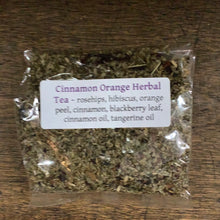 Cinnamon Orange Herbal
Tea - rosehips, hibiscus, orange
peel, cinnamon, blackberry leaf,
cinnamon oil, tangerine oil